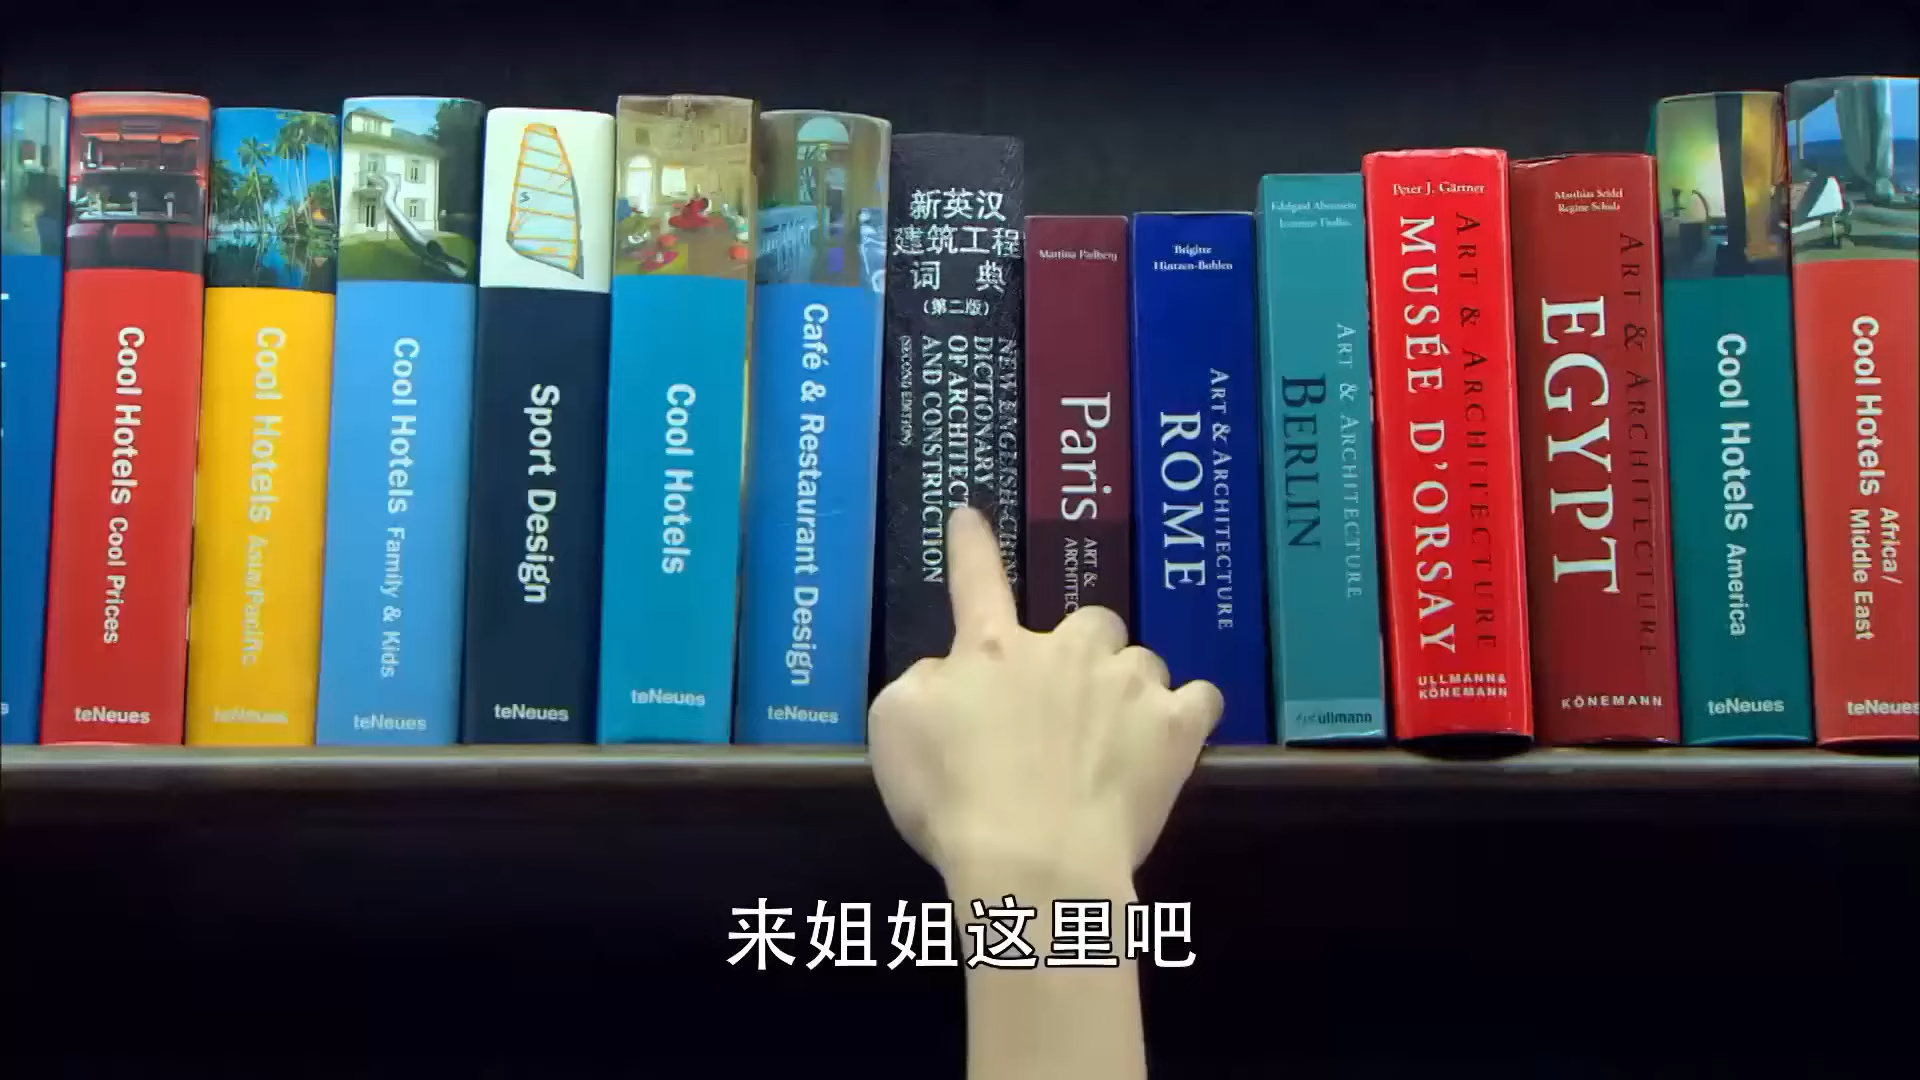 Cool Hotels Cool Prices
teNeues
Cool Hotels Asia/Pacific
teNeues
Cool Hotels Family & Kids
teNeues
Sport Design
teNeues
Cool Hotels
teNeues
Café & Restaurant Design
teNeues
新英汉
建筑工程
词典
(第二版)
NEW ENGLISH-CHINE
DICTIONARY
OF ARCHITECT
AND CONSTRUCTION
(SECOND EDITION)
Martina Padberg
Paris
ART &
ARCHITEC
Brigitte
Hintzen-Bohlen
ART & ARCHITECTURE
ROME
ART & ARCHITECTURE
BERLIN
ullmann
Peter J. Gärtner
ART & ARCHITECTURE
MUSÉE D'ORSAY
ULLMANN&
KÖNEMANN
Matthias Seidel
Regine Schulz
ART & ARCHITECTURE
EGYPT
KÖNEMANN
Cool Hotels America
teNeues
Cool Hotels Africa/
Middle East
teNeues
来姐姐这里吧